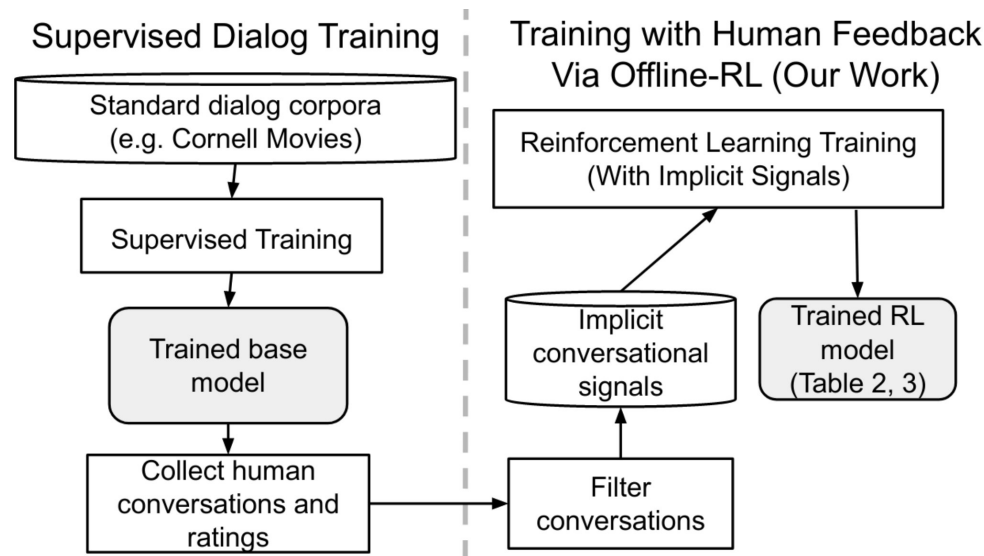 Supervised Dialog Training
Standard dialog corpora
(e.g. Cornell Movies)
Supervised Training
Trained base
model
Collect human
conversations and
ratings
Training with Human Feedback
Via Offline-RL (Our Work)
Reinforcement Learning Training
(With Implicit Signals)
Implicit
conversational
signals
Trained RL
model
(Table 2, 3)
Filter
conversations